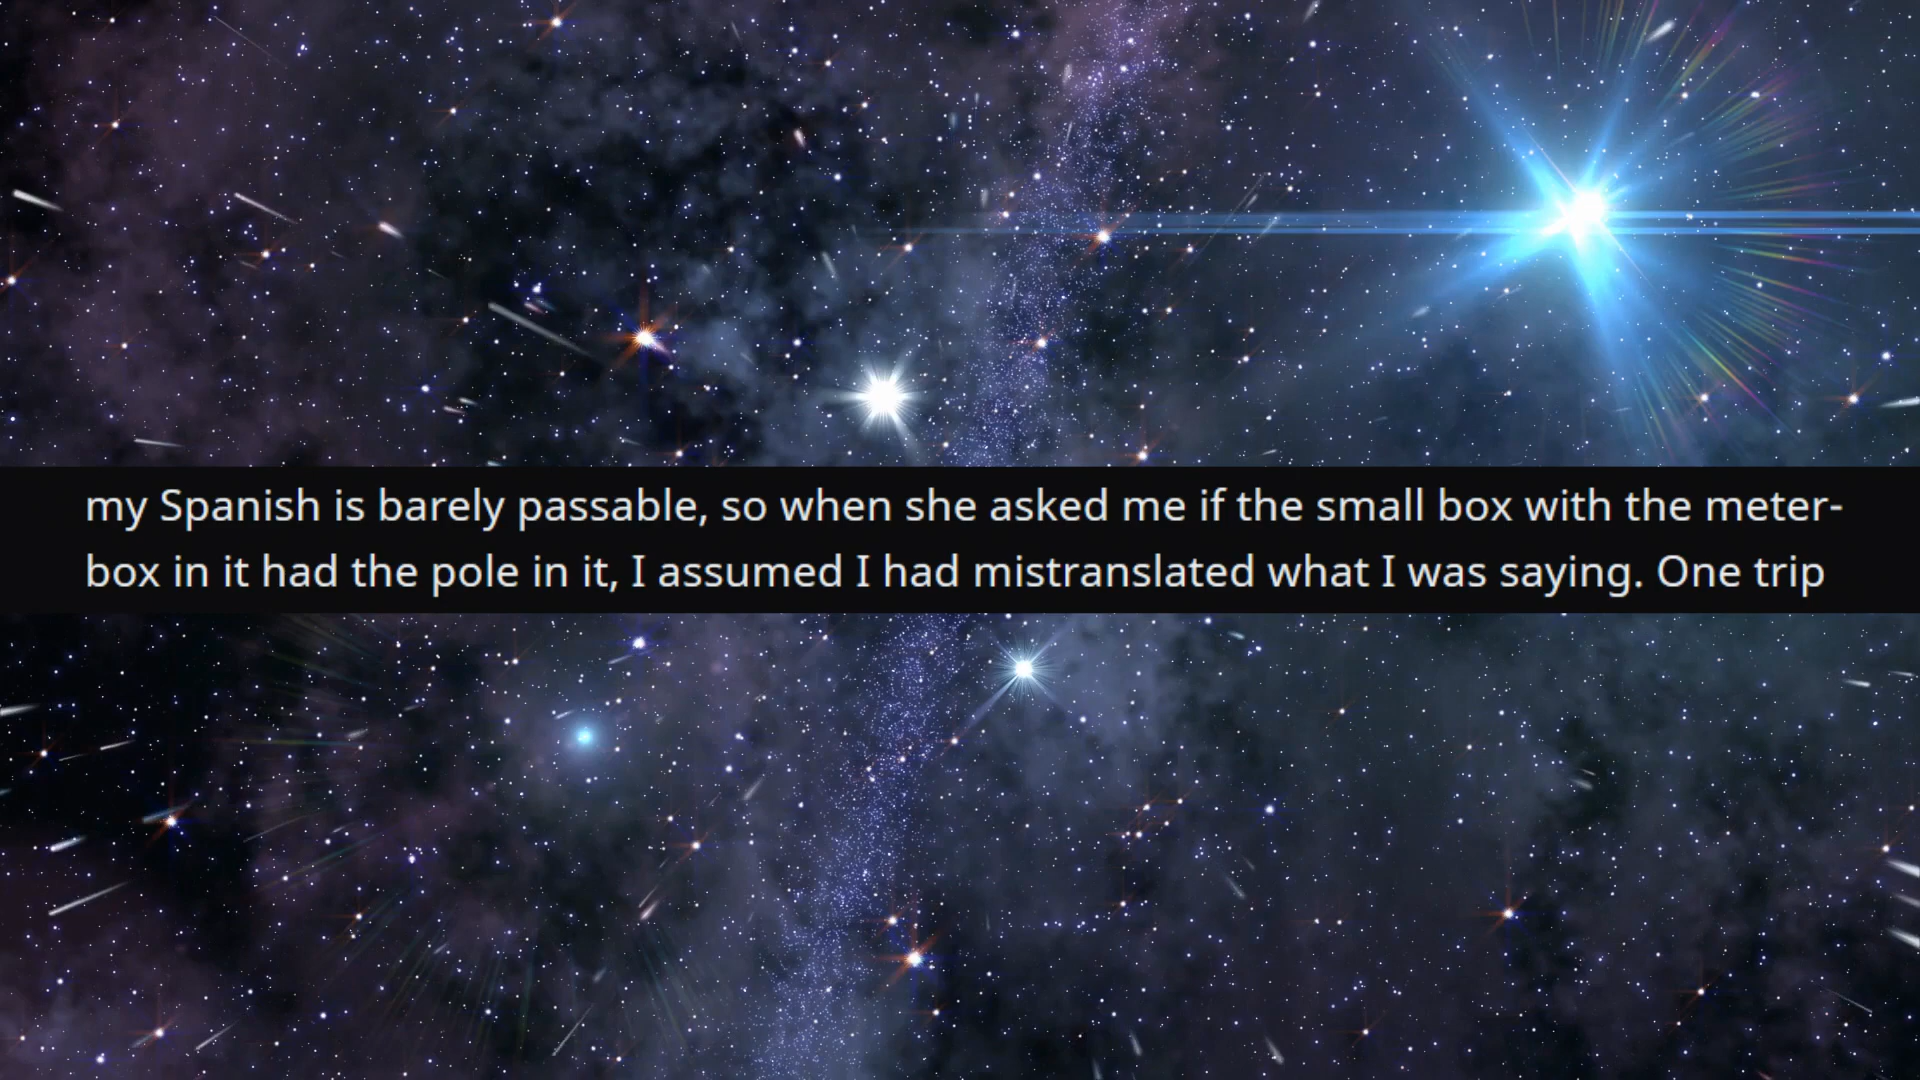 my Spanish is barely passable, so when she asked me if the small box with the meter-
box in it had the pole in it, I assumed I had mistranslated what I was saying. One trip